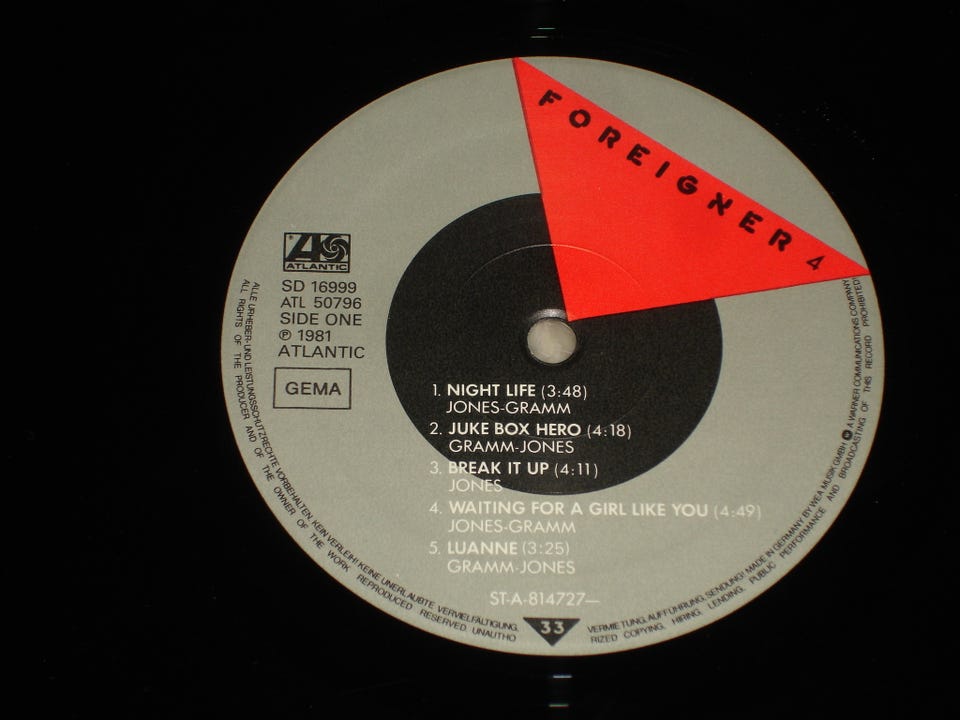 FOREIGNER 4
ATLANTIC
SD 16999
ATL 50796
SIDE ONE
℗ 1981
ATLANTIC
GEMA
1. NIGHT LIFE (3:48)
JONES-GRAMM
2. JUKE BOX HERO (4:18)
GRAMM-JONES
3. BREAK IT UP (4:11)
JONES
4. WAITING FOR A GIRL LIKE YOU (4:49)
JONES-GRAMM
5. LUANNE (3:25)
GRAMM-JONES
ST-A-814727—
33
ALLE URHEBER- UND LEISTUNGSSCHUTZRECHTE VORBEHALTEN. KEIN VERLEIH! KEINE UNERLAUBTE VERVIELFÄLTIGUNG, VERMIETUNG, AUFFÜHRUNG, SENDUNG! MADE IN GERMANY BY WEA MUSIK GMBH A WARNER COMMUNICATIONS COMPANY
ALL RIGHTS OF THE PRODUCER AND OF THE OWNER OF THE WORK REPRODUCED RESERVED. UNAUTHORIZED COPYING, HIRING, LENDING, PUBLIC PERFORMANCE AND BROADCASTING OF THIS RECORD PROHIBITED!